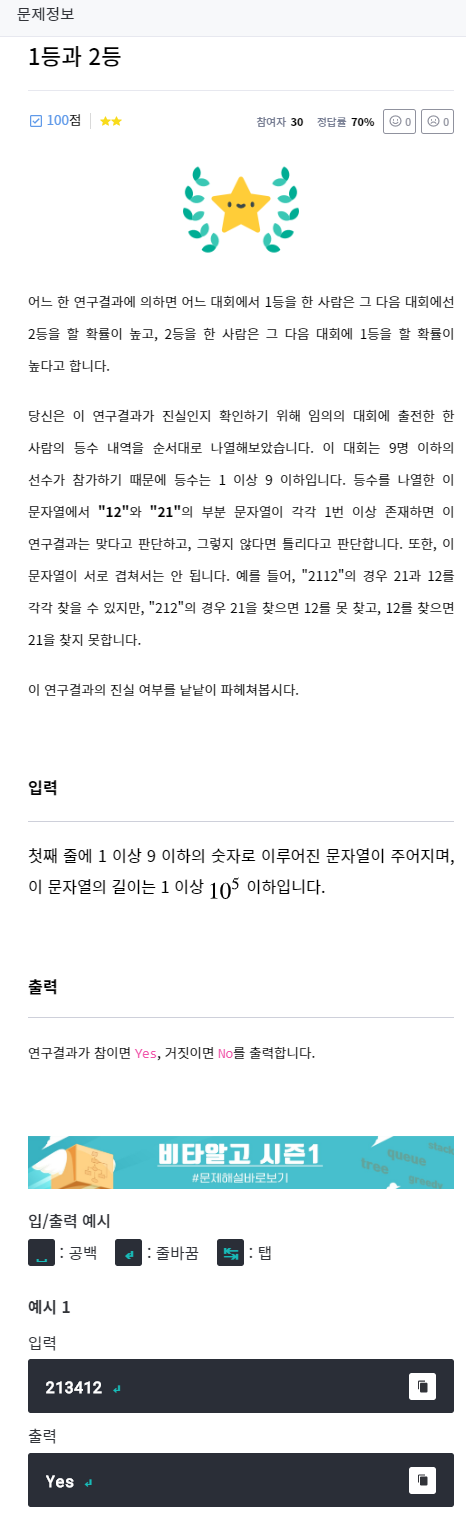 문제정보
1등과 2등
100점
참여자 30 정답률 70% 0 0
어느 한 연구결과에 의하면 어느 대회에서 1등을 한 사람은 그 다음 대회에선
2등을 할 확률이 높고, 2등을 한 사람은 그 다음 대회에 1등을 할 확률이
높다고 합니다.
당신은 이 연구결과가 진실인지 확인하기 위해 임의의 대회에 출전한 한
사람의 등수 내역을 순서대로 나열해보았습니다. 이 대회는 9명 이하의
선수가 참가하기 때문에 등수는 1 이상 9 이하입니다. 등수를 나열한 이
문자열에서 "12"와 "21"의 부분 문자열이 각각 1번 이상 존재하면 이
연구결과는 맞다고 판단하고, 그렇지 않다면 틀리다고 판단합니다. 또한, 이
문자열이 서로 겹쳐서는 안 됩니다. 예를 들어, "2112"의 경우 21과 12를
각각 찾을 수 있지만, "212"의 경우 21을 찾으면 12를 못 찾고, 12를 찾으면
21을 찾지 못합니다.
이 연구결과의 진실 여부를 낱낱이 파헤쳐봅시다.
입력
첫째 줄에 1 이상 9 이하의 숫자로 이루어진 문자열이 주어지며,
이 문자열의 길이는 1 이상 10⁵ 이하입니다.
출력
연구결과가 참이면 Yes, 거짓이면 No를 출력합니다.
비타알고 시즌1
#문제해설바로보기
stack
queue
tree
greedy
입/출력 예시
: 공백 : 줄바꿈 : 탭
예시 1
입력
213412
출력
Yes